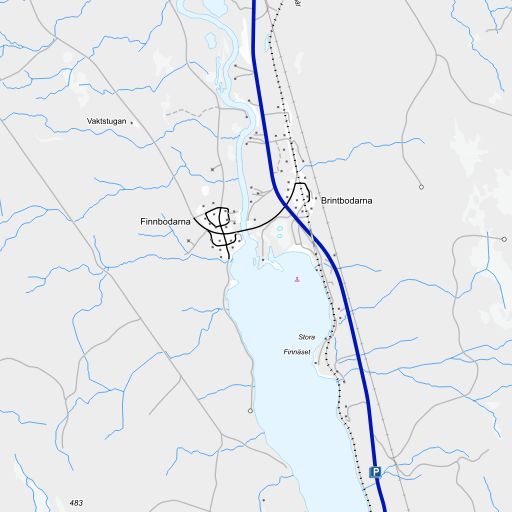 Vaktstugan
Brintbodarna
Finnbodarna
Stora
Finnäset
P
483